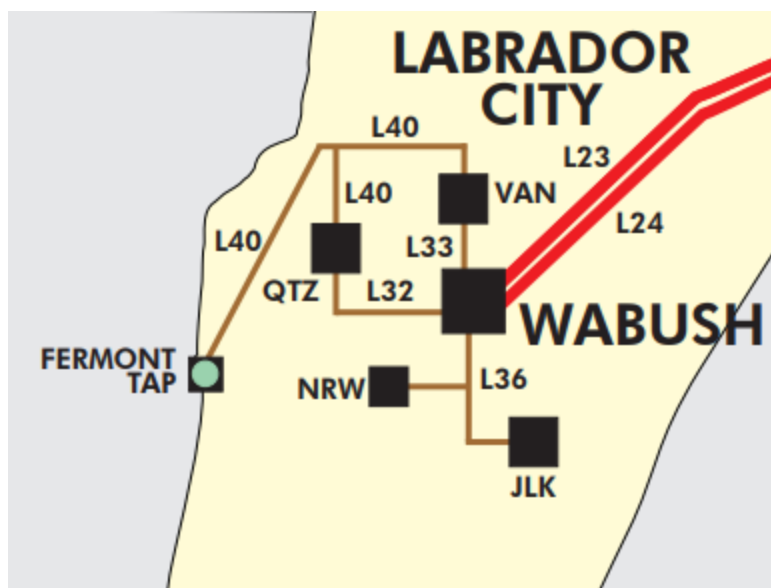 LABRADOR
CITY
L40
L23
L40
VAN
L24
L40
L33
QTZ
L32
WABUSH
FERMONT
TAP
NRW
L36
JLK